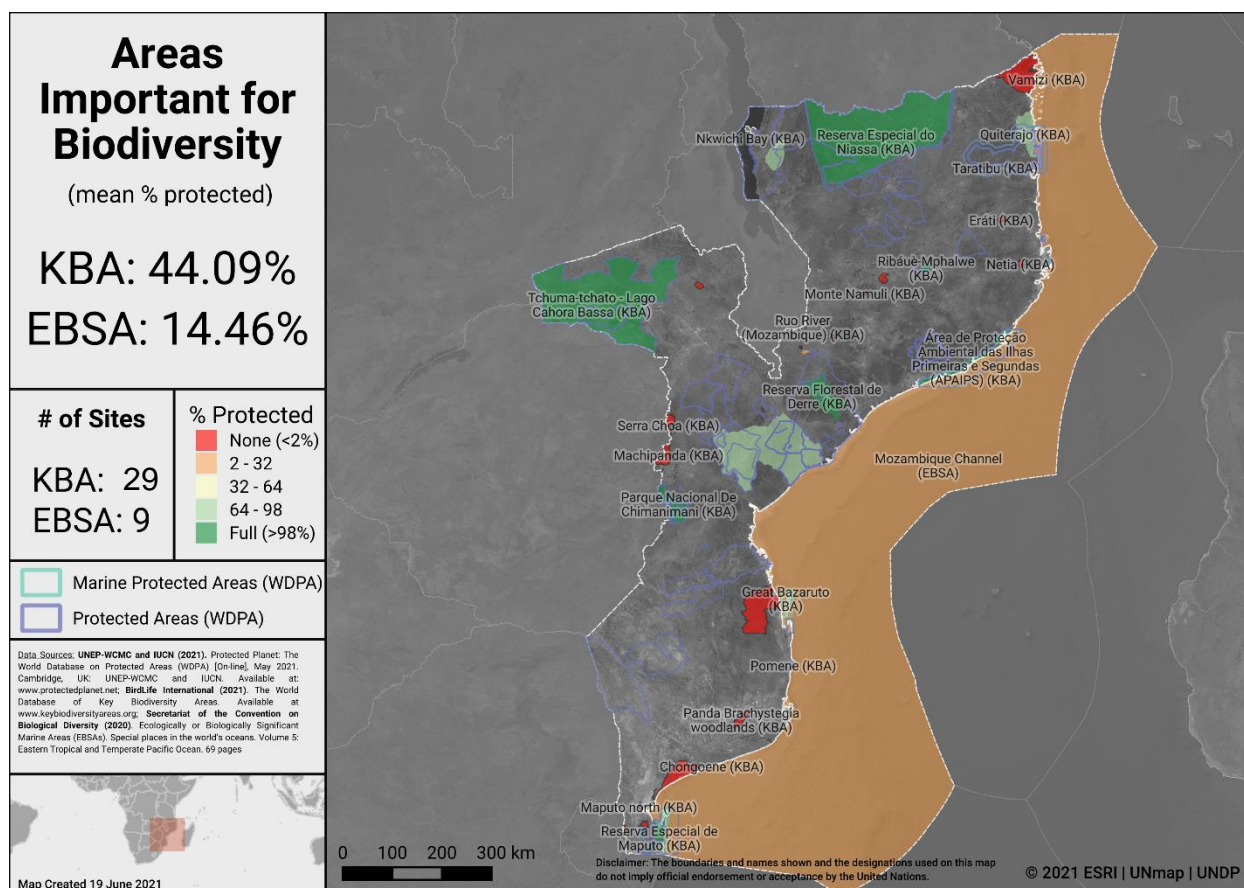 Areas
Important for
Biodiversity
(mean % protected)
KBA: 44.09%
EBSA: 14.46%
# of Sites
KBA: 29
EBSA: 9
% Protected
None (<2%)
2 - 32
32 - 64
64 - 98
Full (>98%)
Marine Protected Areas (WDPA)
Protected Areas (WDPA)
Data Sources: UNEP-WCMC and IUCN (2021). Protected Planet: The
World Database on Protected Areas (WDPA) [On-line], May 2021.
Cambridge, UK: UNEP-WCMC and IUCN. Available at:
www.protectedplanet.net; BirdLife International (2021). The World
Database of Key Biodiversity Areas. Available at
www.keybiodiversityareas.org; Secretariat of the Convention on
Biological Diversity (2020). Ecologically or Biologically Significant
Marine Areas (EBSAs). Special places in the world's oceans. Volume 5:
Eastern Tropical and Temperate Pacific Ocean. 69 pages
Map Created 19 June 2021
Vamizi (KBA)
Nkwichi Bay (KBA)
Reserva Especial do
Niassa (KBA)
Quiterajo (KBA)
Taratibu (KBA)
Eráti (KBA)
Ribáuè-Mphalwe
(KBA)
Netia (KBA)
Monte Namuli (KBA)
Tchuma-tchato - Lago
Cahora Bassa (KBA)
Ruo River
(Mozambique) (KBA)
Área de Proteção
Ambiental das Ilhas
Primeiras e Segundas
(APAIPS) (KBA)
Reserva Florestal de
Derre (KBA)
Serra Choa (KBA)
Machipanda (KBA)
Mozambique Channel
(EBSA)
Parque Nacional De
Chimanimani (KBA)
Great Bazaruto
(KBA)
Pomene (KBA)
Panda Brachystegia
woodlands (KBA)
Chongoene (KBA)
Maputo north (KBA)
Reserva Especial de
Maputo (KBA)
0 100 200 300 km
Disclaimer: The boundaries and names shown and the designations used on this map
do not imply official endorsement or acceptance by the United Nations.
© 2021 ESRI | UNmap | UNDP